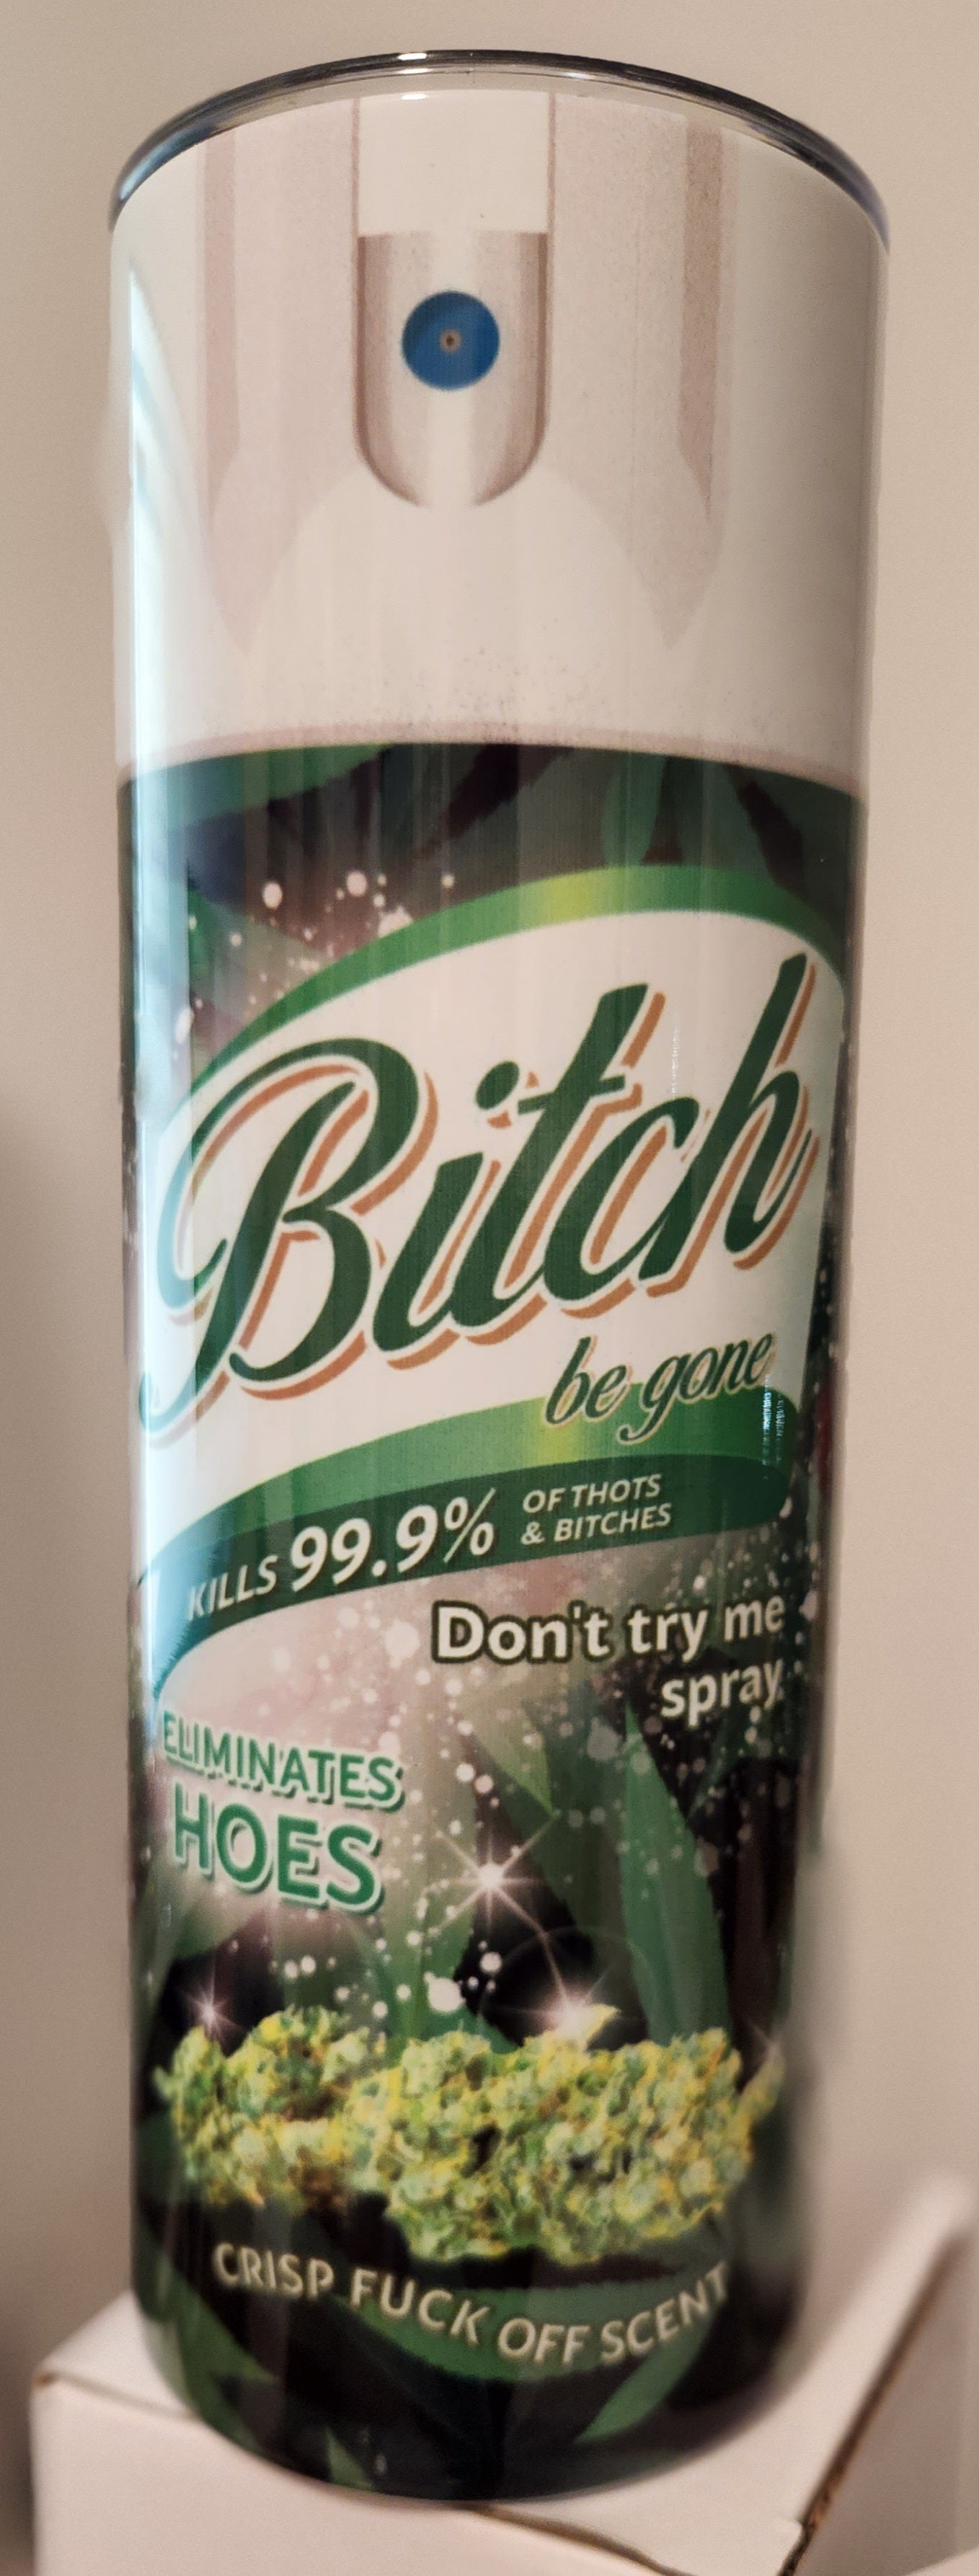 Bitch
be gone
KILLS 99.9% OF THOTS
& BITCHES
Don't try me
spray
ELIMINATES
HOES
CRISP FUCK OFF SCENT